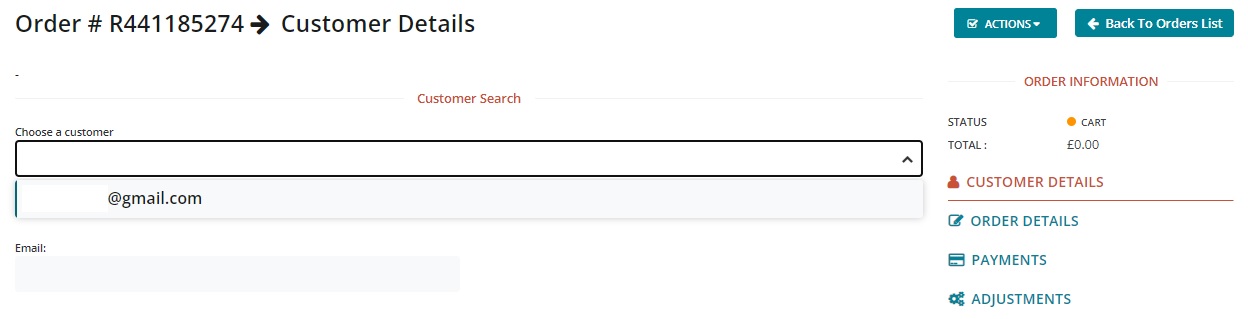 Order # R441185274 → Customer Details
ACTIONS
Back To Orders List
-
Customer Search
Choose a customer
@gmail.com
Email:
ORDER INFORMATION
STATUS CART
TOTAL : £0.00
CUSTOMER DETAILS
ORDER DETAILS
PAYMENTS
ADJUSTMENTS